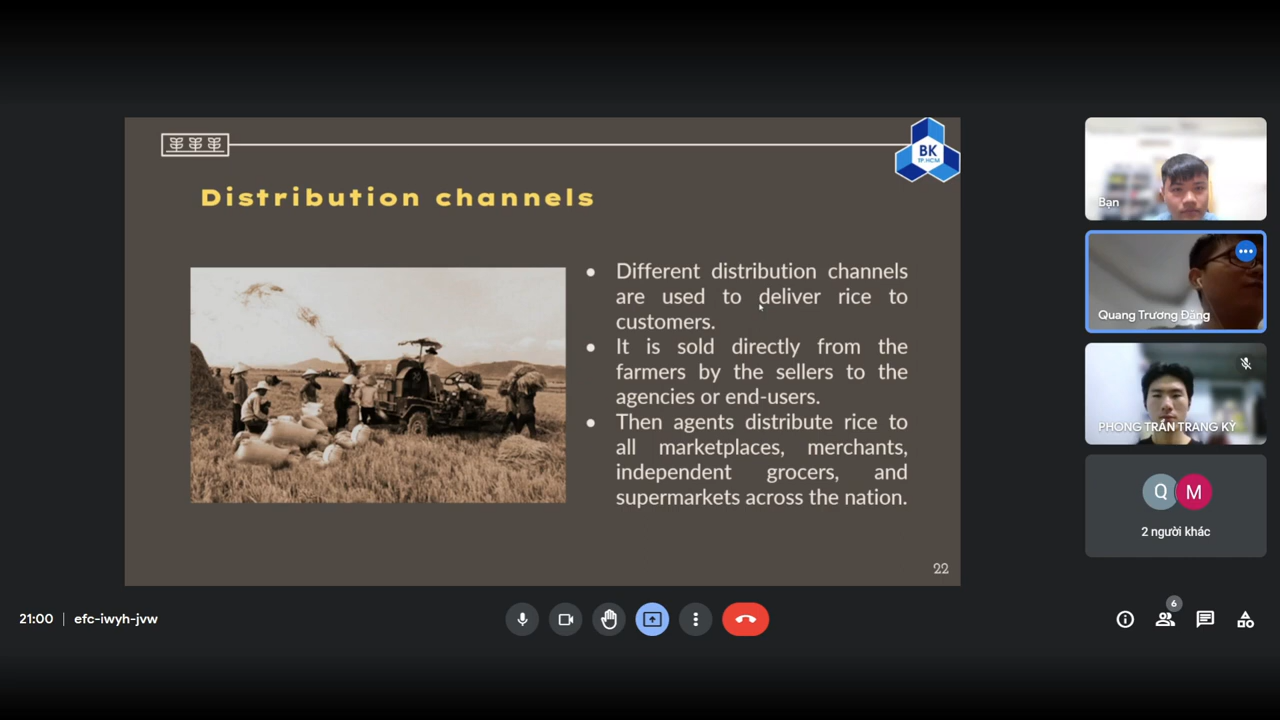 BK
TP.HCM
Distribution channels
Different distribution channels
are used to deliver rice to
customers.
It is sold directly from the
farmers by the sellers to the
agencies or end-users.
Then agents distribute rice to
all marketplaces, merchants,
independent grocers, and
supermarkets across the nation.
22
Bạn
Quang Trương Đăng
PHONG TRẦN TRANG KỲ
Q M
2 người khác
21:00 | efc-iwyh-jvw
6